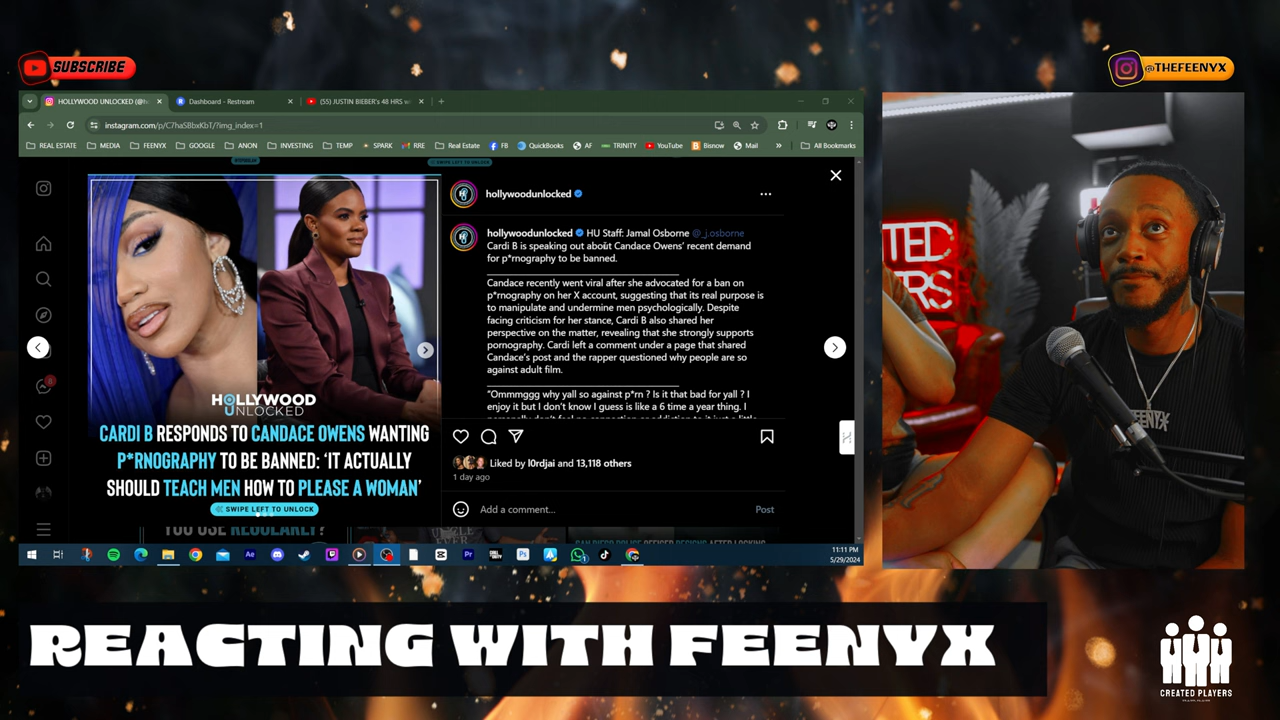 SUBSCRIBE
@THEFEENYX
HOLLYWOOD UNLOCKED (@h
Dashboard - Restream
(55) JUSTIN BIEBER's 48 HRS w
instagram.com/p/C7haSBbxKbT/?img_index=1
REAL ESTATE MEDIA FEENYX GOOGLE ANON INVESTING TEMP SPARK RRE Real Estate FB QuickBooks AF TRINITY YouTube Bisnow Mail » All Bookmarks
hollywoodunlocked
hollywoodunlocked HU Staff: Jamal Osborne @_j.osborne
Cardi B is speaking out about Candace Owens' recent demand
for p*rnography to be banned.
Candace recently went viral after she advocated for a ban on
p*rnography on her X account, suggesting that its real purpose is
to manipulate and undermine men psychologically. Despite
facing criticism for her stance, Cardi B also shared her
perspective on the matter, revealing that she strongly supports
pornography. Cardi left a comment under a page that shared
Candace's post and the rapper questioned why people are so
against adult film.
"Ommmggg why yall so against p*rn ? Is it that bad for yall ? I
enjoy it but I don't know I guess is like a 6 time a year thing. I
HOLLYWOOD
UNLOCKED
CARDI B RESPONDS TO CANDACE OWENS WANTING
P*RNOGRAPHY TO BE BANNED: 'IT ACTUALLY
SHOULD TEACH MEN HOW TO PLEASE A WOMAN'
SWIPE LEFT TO UNLOCK
8
Liked by l0rdjai and 13,118 others
1 day ago
Add a comment...
Post
YOU USE REGULARLY?
11:11 PM
5/29/2024
TED
RS
FEENYX
REACTING WITH FEENYX
CREATED PLAYERS